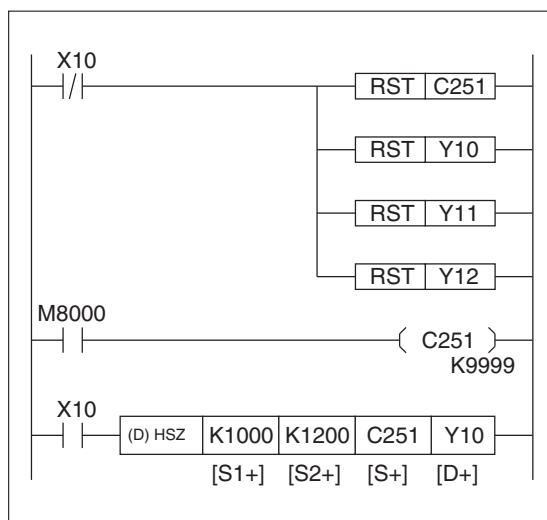 X10
RST C251
RST Y10
RST Y11
RST Y12
M8000
C251
K9999
X10
(D) HSZ K1000 K1200 C251 Y10
[S1+] [S2+] [S+] [D+]